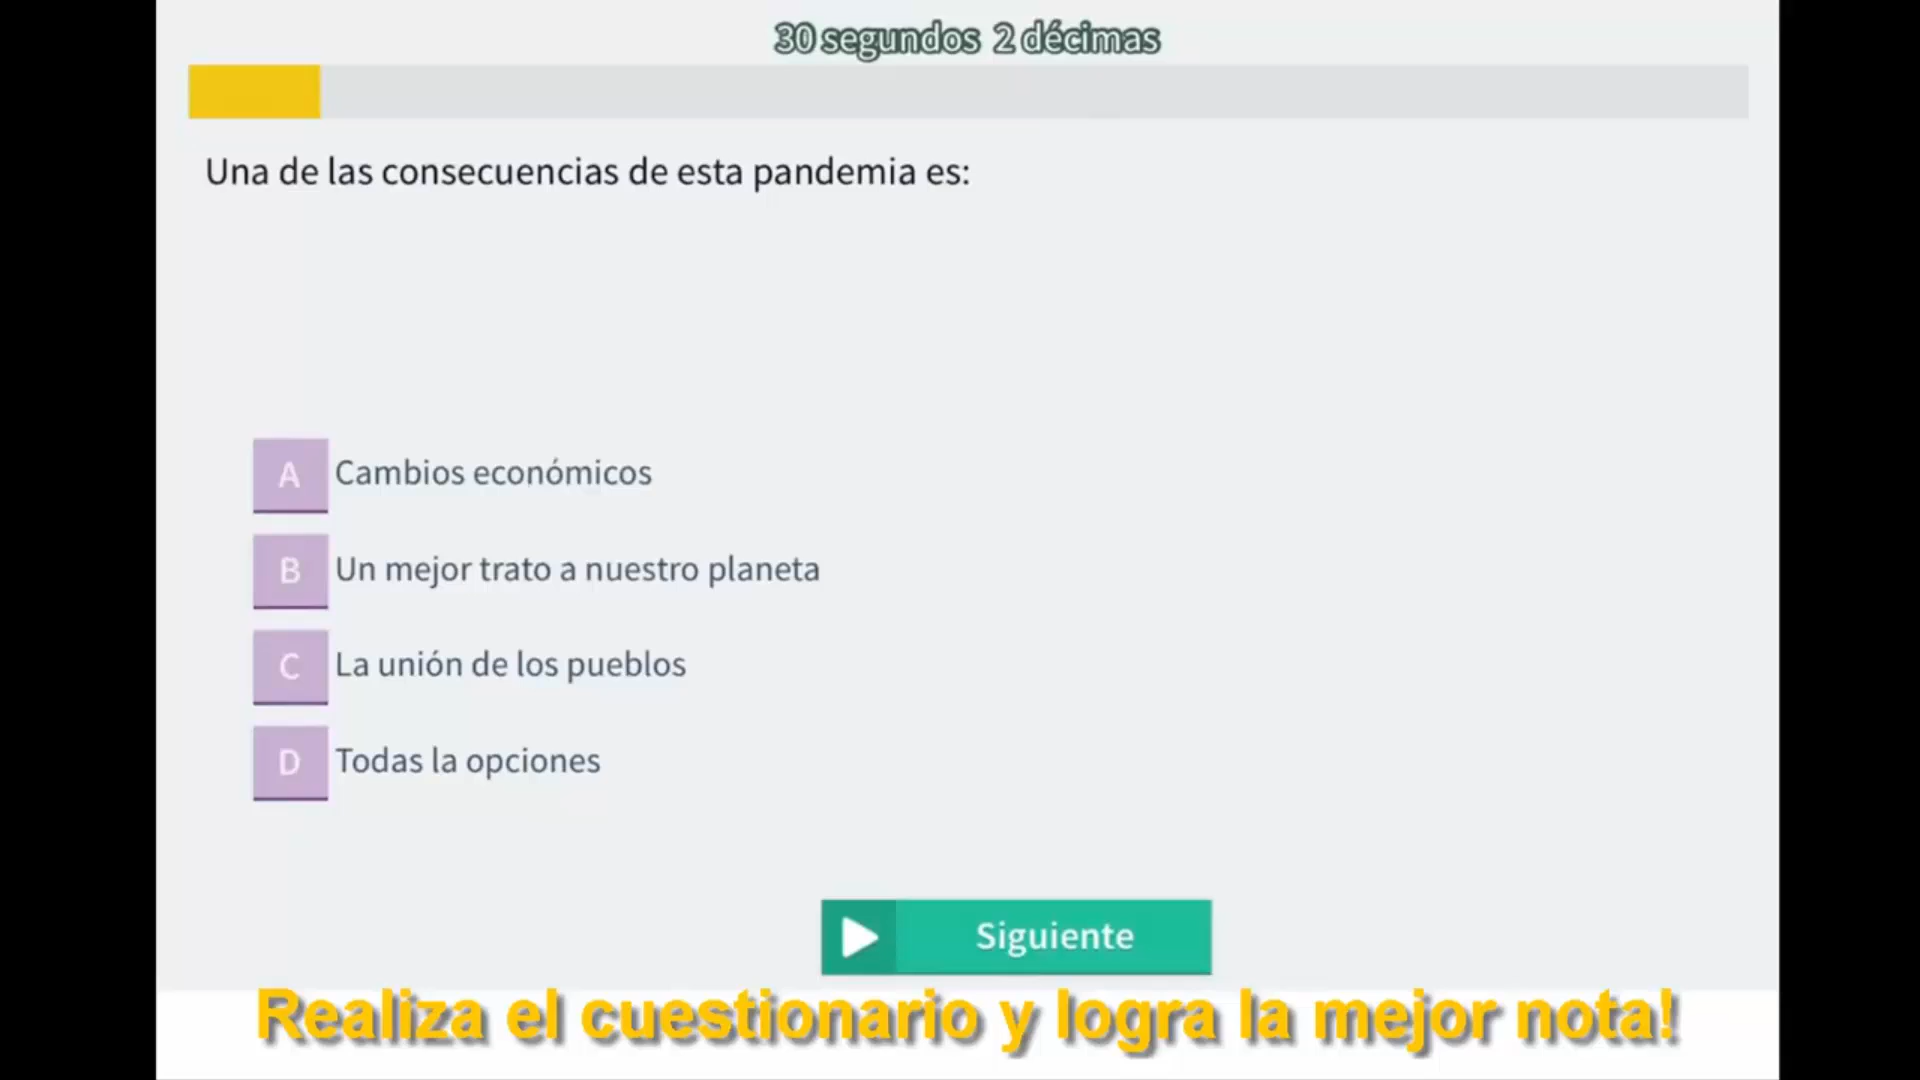 30 segundos 2 décimas
Una de las consecuencias de esta pandemia es:
A Cambios económicos
B Un mejor trato a nuestro planeta
C La unión de los pueblos
D Todas la opciones
Siguiente
Realiza el cuestionario y logra la mejor nota!